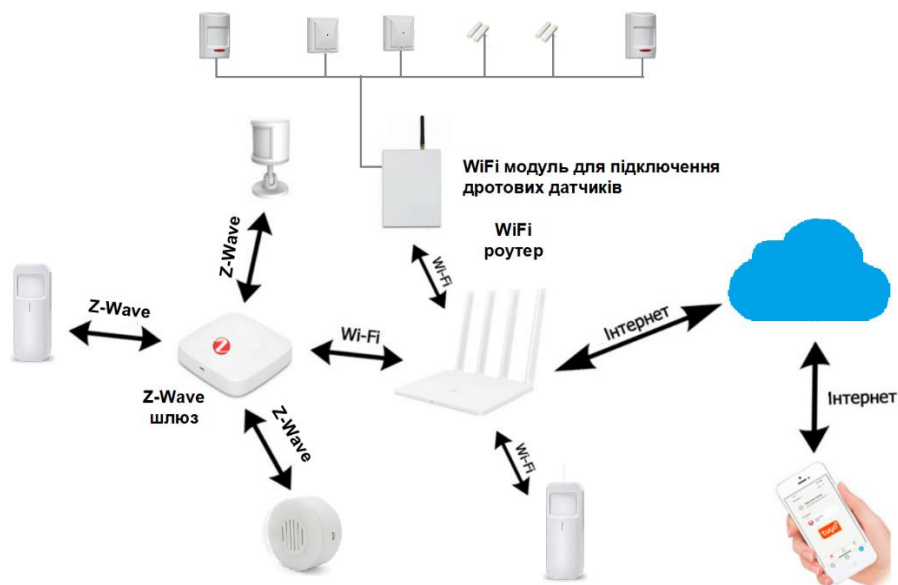 WiFi модуль для підключення
дротових датчиків
WiFi
роутер
Z-Wave
Wi-Fi
Z-Wave
Wi-Fi
Інтернет
Z-Wave
шлюз
Z-Wave
Wi-Fi
Інтернет
tuya